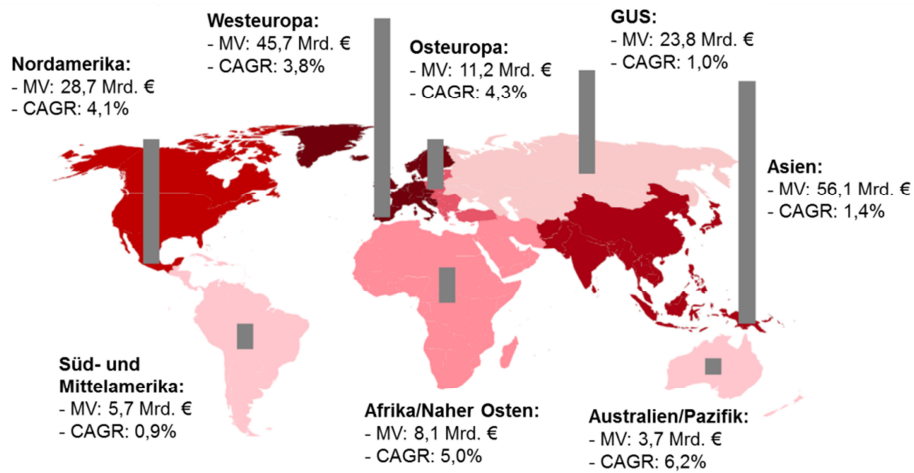 Westeuropa:
- MV: 45,7 Mrd. €
- CAGR: 3,8%
GUS:
- MV: 23,8 Mrd. €
- CAGR: 1,0%
Osteuropa:
- MV: 11,2 Mrd. €
- CAGR: 4,3%
Nordamerika:
- MV: 28,7 Mrd. €
- CAGR: 4,1%
Asien:
- MV: 56,1 Mrd. €
- CAGR: 1,4%
Süd- und
Mittelamerika:
- MV: 5,7 Mrd. €
- CAGR: 0,9%
Afrika/Naher Osten:
- MV: 8,1 Mrd. €
- CAGR: 5,0%
Australien/Pazifik:
- MV: 3,7 Mrd. €
- CAGR: 6,2%